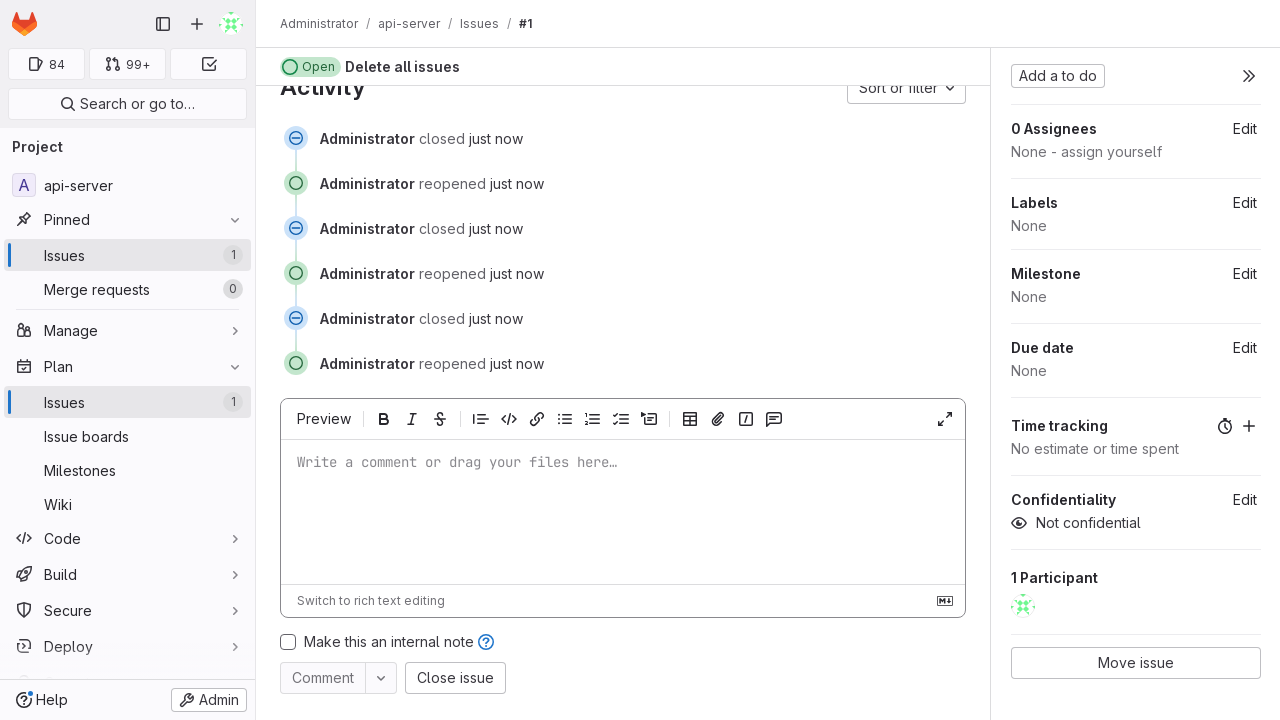 Administrator / api-server / Issues / #1
84
99+
Search or go to…
Project
A api-server
Pinned
Issues 1
Merge requests 0
Manage
Plan
Issues 1
Issue boards
Milestones
Wiki
Code
Build
Secure
Deploy
Help
Admin
Open Delete all issues
Activity
Sort or filter
Administrator closed just now
Administrator reopened just now
Administrator closed just now
Administrator reopened just now
Administrator closed just now
Administrator reopened just now
Preview
Write a comment or drag your files here…
Switch to rich text editing
Make this an internal note
Comment
Close issue
Add a to do
0 Assignees Edit
None - assign yourself
Labels Edit
None
Milestone Edit
None
Due date Edit
None
Time tracking
No estimate or time spent
Confidentiality Edit
Not confidential
1 Participant
Move issue